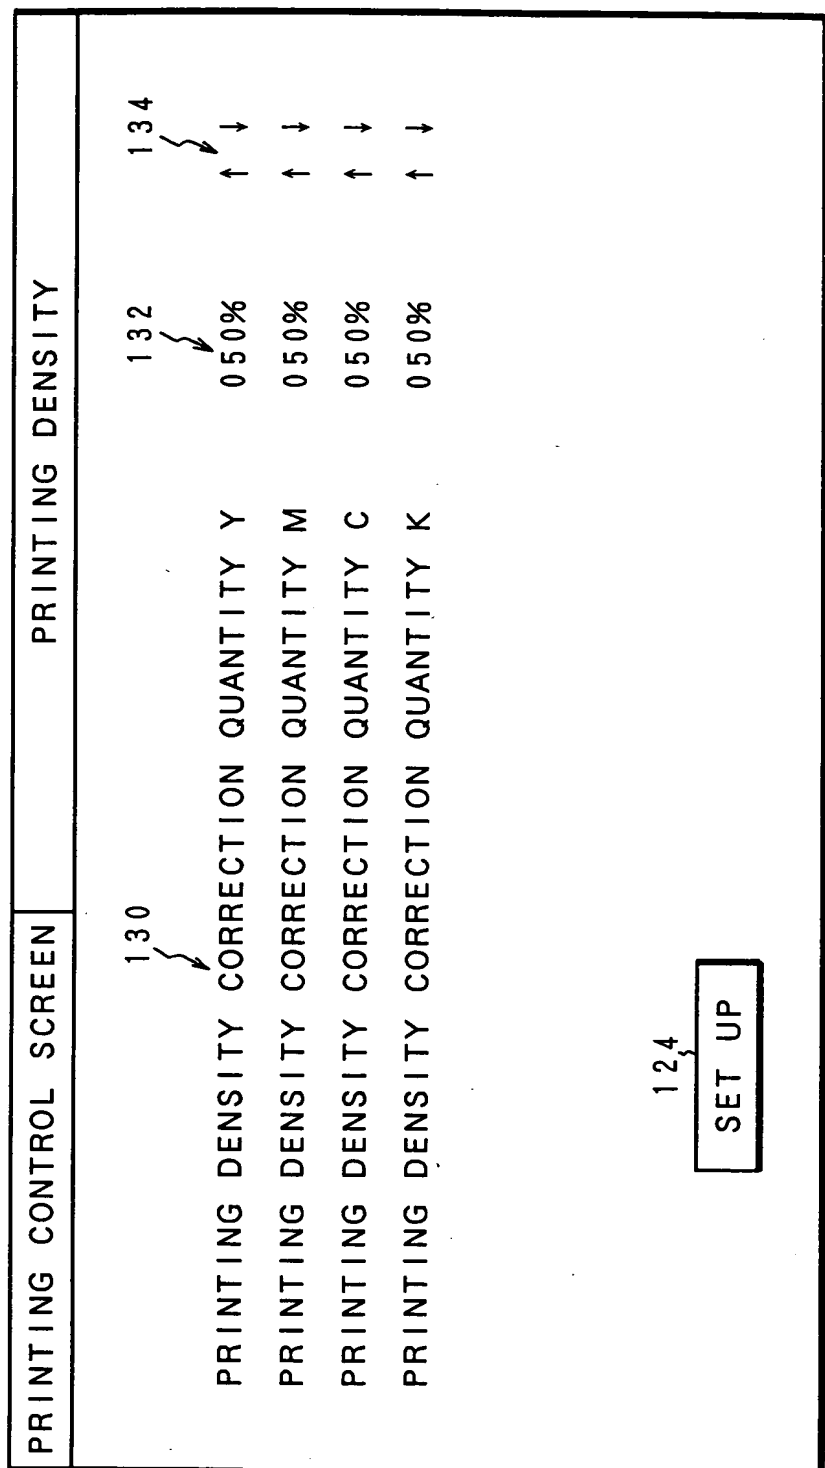 PRINTING CONTROL SCREEN PRINTING DENSITY
130 132 134
PRINTING DENSITY CORRECTION QUANTITY Y 050% ↑ ↓
PRINTING DENSITY CORRECTION QUANTITY M 050% ↑ ↓
PRINTING DENSITY CORRECTION QUANTITY C 050% ↑ ↓
PRINTING DENSITY CORRECTION QUANTITY K 050% ↑ ↓
124
SET UP